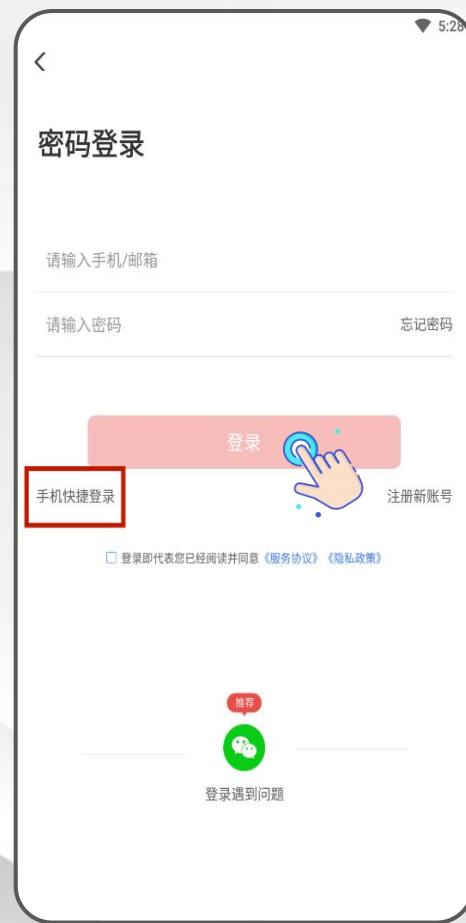 5:28
密码登录
请输入手机/邮箱
请输入密码 忘记密码
登录
手机快捷登录 注册新账号
登录即代表您已经阅读并同意《服务协议》《隐私政策》
推荐
登录遇到问题